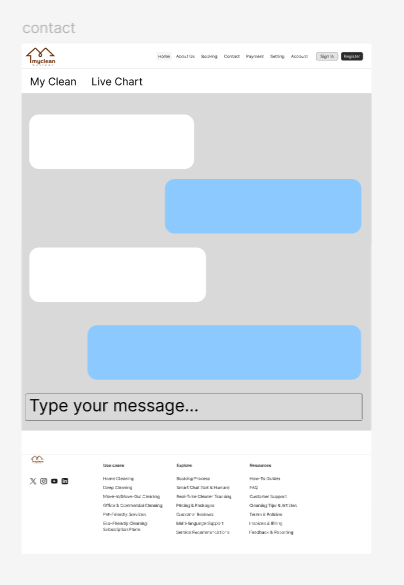 contact
myclean
Home About Us Booking Contact Payment Setting Account Sign In Register
My Clean Live Chart
Type your message...
Use cases
Home Cleaning
Deep Cleaning
Move-In/Move-Out Cleaning
Office & Commercial Cleaning
Pet-Friendly Services
Eco-Friendly Cleaning
Subscription Plans
Explore
Booking Process
Smart Chat (Bot & Human)
Real-Time Cleaner Tracking
Pricing & Packages
Customer Reviews
Multi-language Support
Service Recommendations
Resources
How-To Guides
FAQ
Customer Support
Cleaning Tips & Articles
Terms & Policies
Invoices & Billing
Feedback & Reporting